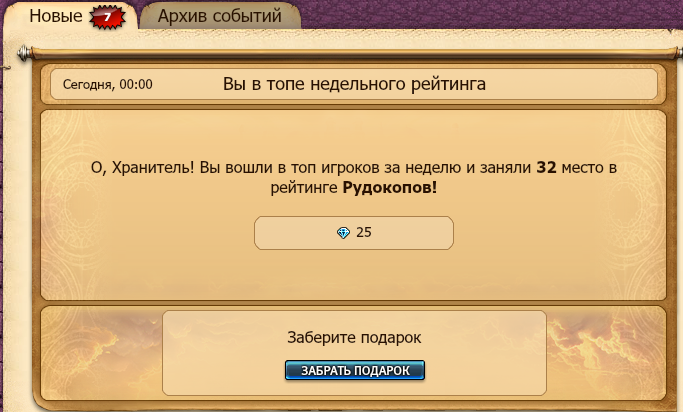 Новые 7 Архив событий
Сегодня, 00:00 Вы в топе недельного рейтинга
О, Хранитель! Вы вошли в топ игроков за неделю и заняли 32 место в
рейтинге Рудокопов!
25
Заберите подарок
ЗАБРАТЬ ПОДАРОК